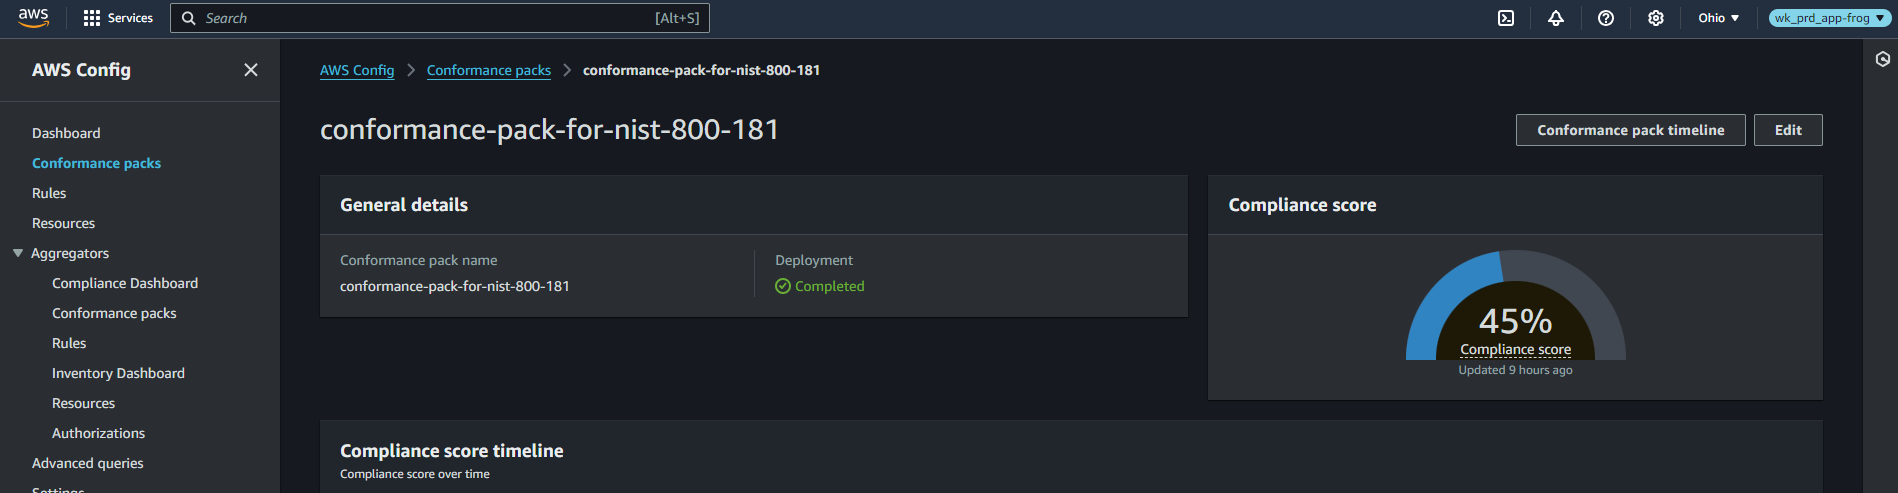 aws Services Search [Alt+S] Ohio wk_prd_app-frog
AWS Config
AWS Config Conformance packs conformance-pack-for-nist-800-181
Dashboard
Conformance packs
Rules
Resources
Aggregators
Compliance Dashboard
Conformance packs
Rules
Inventory Dashboard
Resources
Authorizations
Advanced queries
Settings
conformance-pack-for-nist-800-181
Conformance pack timeline Edit
General details
Conformance pack name
conformance-pack-for-nist-800-181
Deployment
Completed
Compliance score
45%
Compliance score
Updated 9 hours ago
Compliance score timeline
Compliance score over time